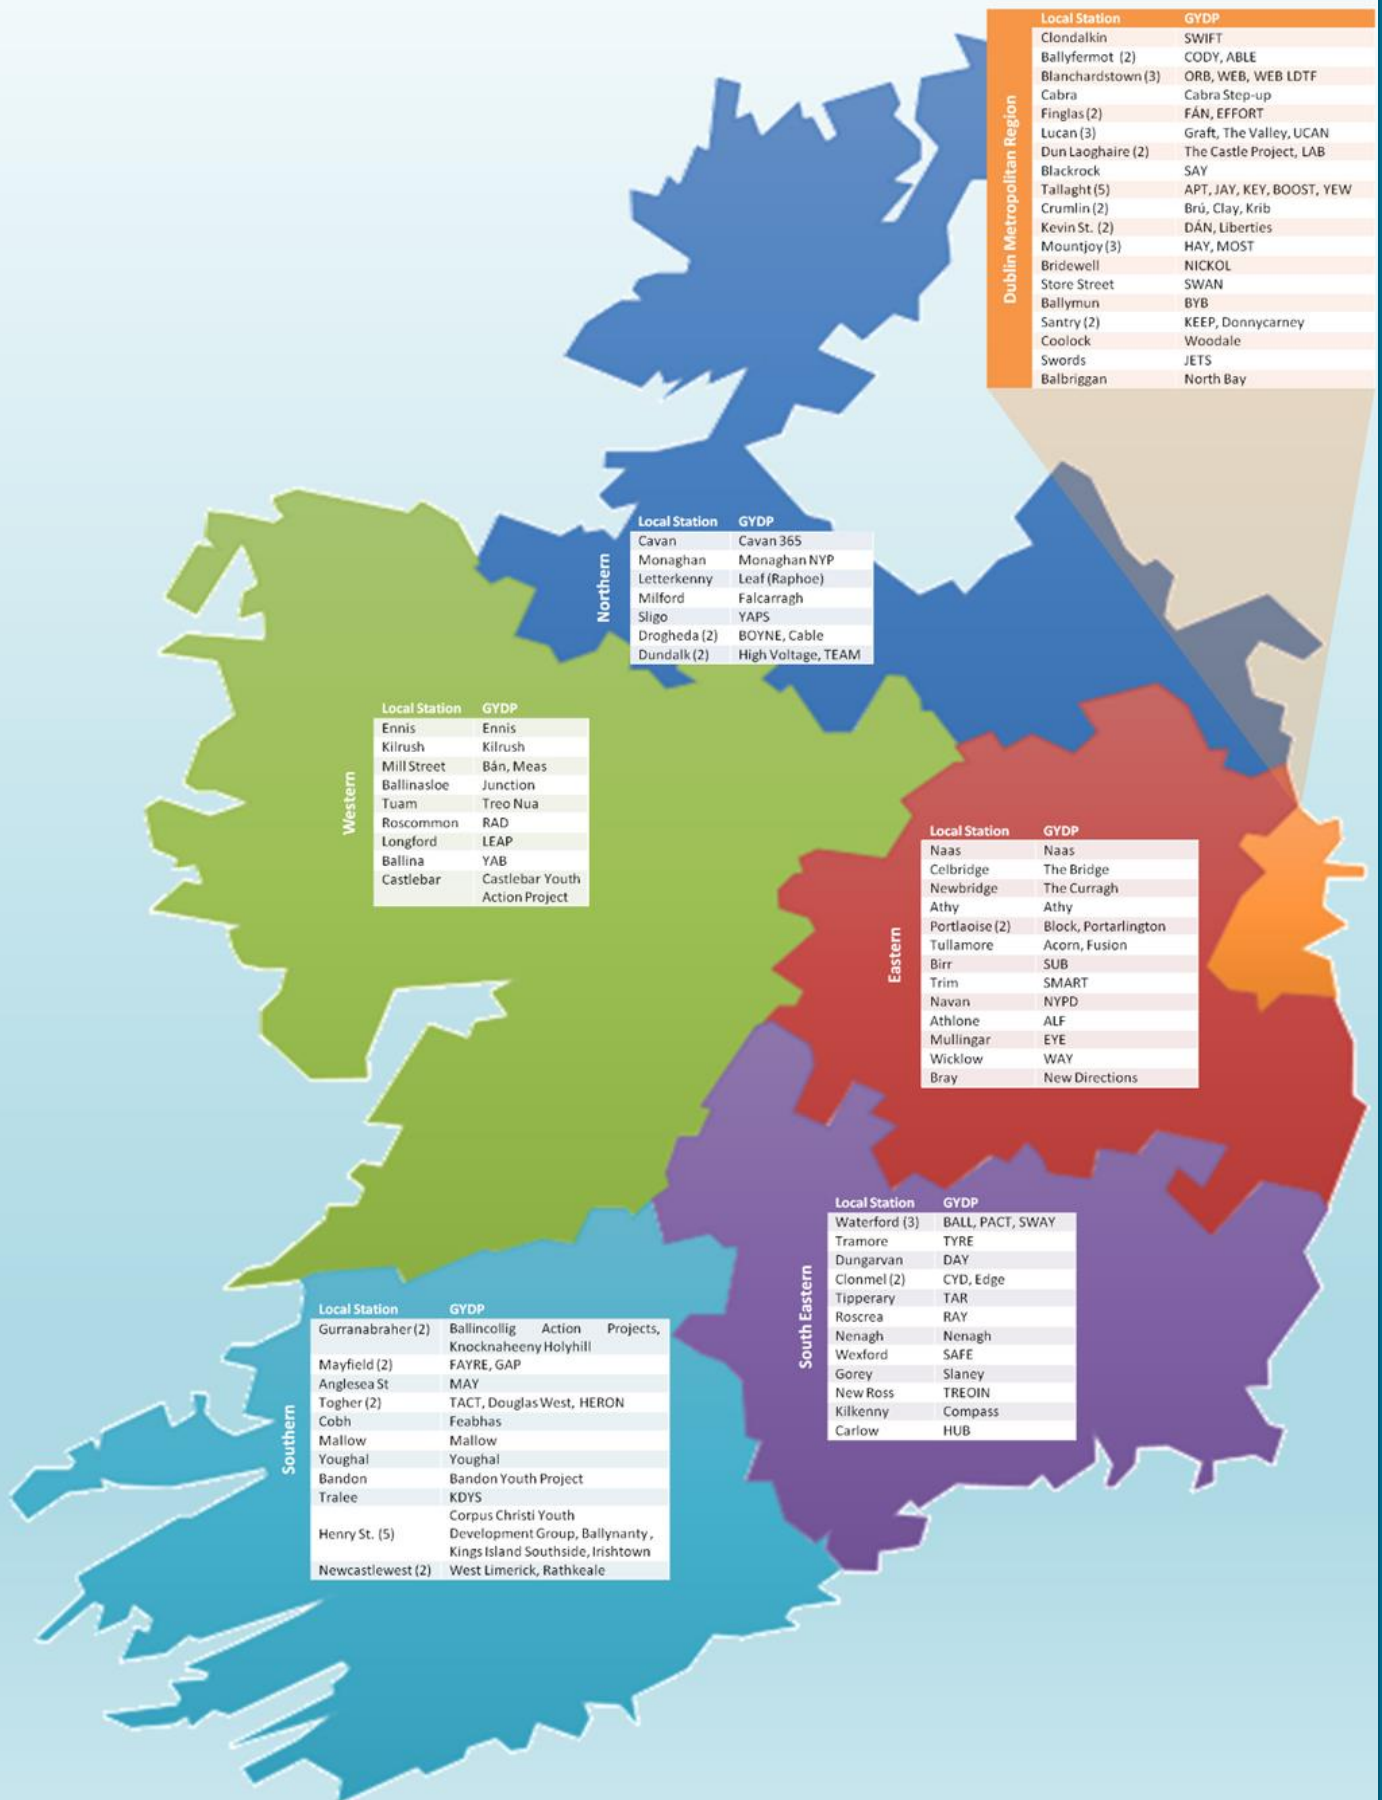 Dublin Metropolitan Region
Local Station GYDP
Clondalkin SWIFT
Ballyfermot (2) CODY, ABLE
Blanchardstown (3) ORB, WEB, WEB LDTF
Cabra Cabra Step-up
Finglas (2) FÁN, EFFORT
Lucan (3) Graft, The Valley, UCAN
Dun Laoghaire (2) The Castle Project, LAB
Blackrock SAY
Tallaght (5) APT, JAY, KEY, BOOST, YEW
Crumlin (2) Brú, Clay, Krib
Kevin St. (2) DÁN, Liberties
Mountjoy (3) HAY, MOST
Bridewell NICKOL
Store Street SWAN
Ballymun BYB
Santry (2) KEEP, Donnycarney
Coolock Woodale
Swords JETS
Balbriggan North Bay
Northern
Local Station GYDP
Cavan Cavan 365
Monaghan Monaghan NYP
Letterkenny Leaf (Raphoe)
Milford Falcarragh
Sligo YAPS
Drogheda (2) BOYNE, Cable
Dundalk (2) High Voltage, TEAM
Western
Local Station GYDP
Ennis Ennis
Kilrush Kilrush
Mill Street Bán, Meas
Ballinasloe Junction
Tuam Treo Nua
Roscommon RAD
Longford LEAP
Ballina YAB
Castlebar Castlebar Youth
Action Project
Eastern
Local Station GYDP
Naas Naas
Celbridge The Bridge
Newbridge The Curragh
Athy Athy
Portlaoise (2) Block, Portarlington
Tullamore Acorn, Fusion
Birr SUB
Trim SMART
Navan NYPD
Athlone ALF
Mullingar EYE
Wicklow WAY
Bray New Directions
South Eastern
Local Station GYDP
Waterford (3) BALL, PACT, SWAY
Tramore TYRE
Dungarvan DAY
Clonmel (2) CYD, Edge
Tipperary TAR
Roscrea RAY
Nenagh Nenagh
Wexford SAFE
Gorey Slaney
New Ross TREOIN
Kilkenny Compass
Carlow HUB
Southern
Local Station GYDP
Gurranabraher (2) Ballincollig Action Projects,
Knocknaheeny Holyhill
Mayfield (2) FAYRE, GAP
Anglesea St MAY
Togher (2) TACT, Douglas West, HERON
Cobh Feabhas
Mallow Mallow
Youghal Youghal
Bandon Bandon Youth Project
Tralee KDYS
Corpus Christi Youth
Henry St. (5) Development Group, Ballynanty,
Kings Island Southside, Irishtown
Newcastlewest (2) West Limerick, Rathkeale